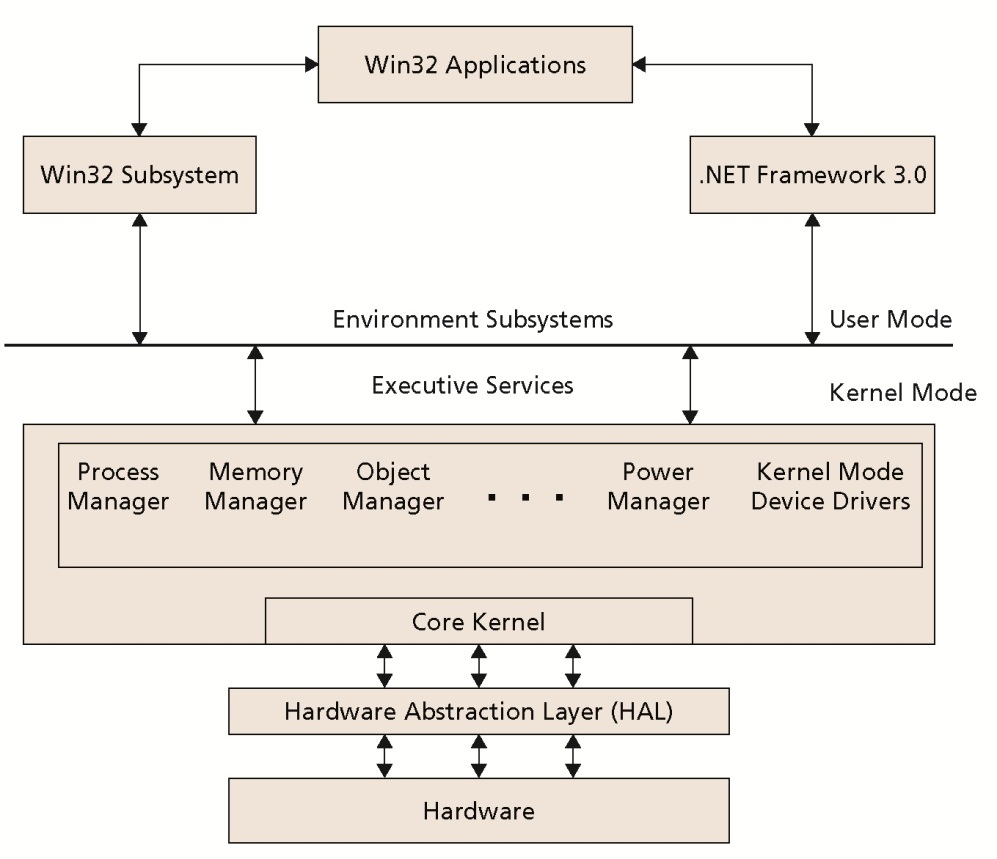 Win32 Applications
Win32 Subsystem
.NET Framework 3.0
Environment Subsystems
User Mode
Executive Services
Kernel Mode
Process
Manager
Memory
Manager
Object
Manager
. . .
Power
Manager
Kernel Mode
Device Drivers
Core Kernel
Hardware Abstraction Layer (HAL)
Hardware